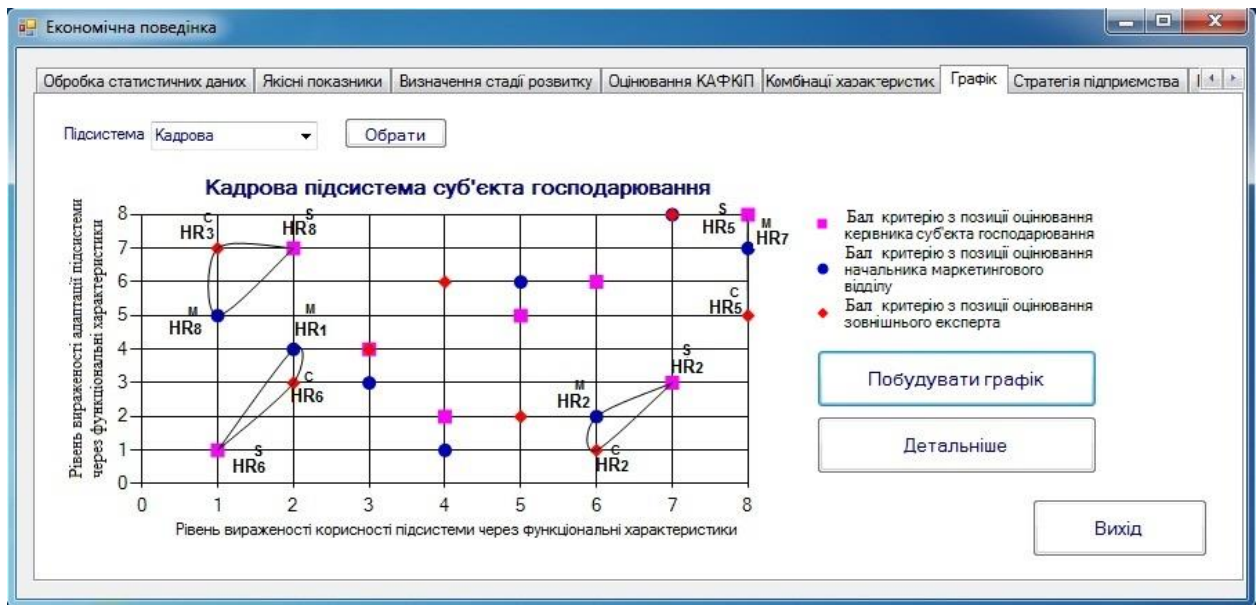 Економічна поведінка
Обробка статистичних даних Якісні показники Визначення стадії розвитку Оцінювання КАФКІП Комбінації характеристик Графік Стратегія підприємства
Підсистема Кадрова Обрати
Кадрова підсистема суб'єкта господарювання
Рівень вираженості адаптації підсистеми
через функціональні характеристики
8
7
6
5
4
3
2
1
0
C
HR3
S
HR8
S
HR5
M
HR7
C
HR5
M
HR8
M
HR1
C
HR6
S
HR2
M
HR2
S
HR6
C
HR2
0 1 2 3 4 5 6 7 8
Рівень вираженості корисності підсистеми через функціональні характеристики
Бал критерію з позиції оцінювання
керівника суб'єкта господарювання
Бал критерію з позиції оцінювання
начальника маркетингового
відділу
Бал критерію з позиції оцінювання
зовнішнього експерта
Побудувати графік
Детальніше
Вихід